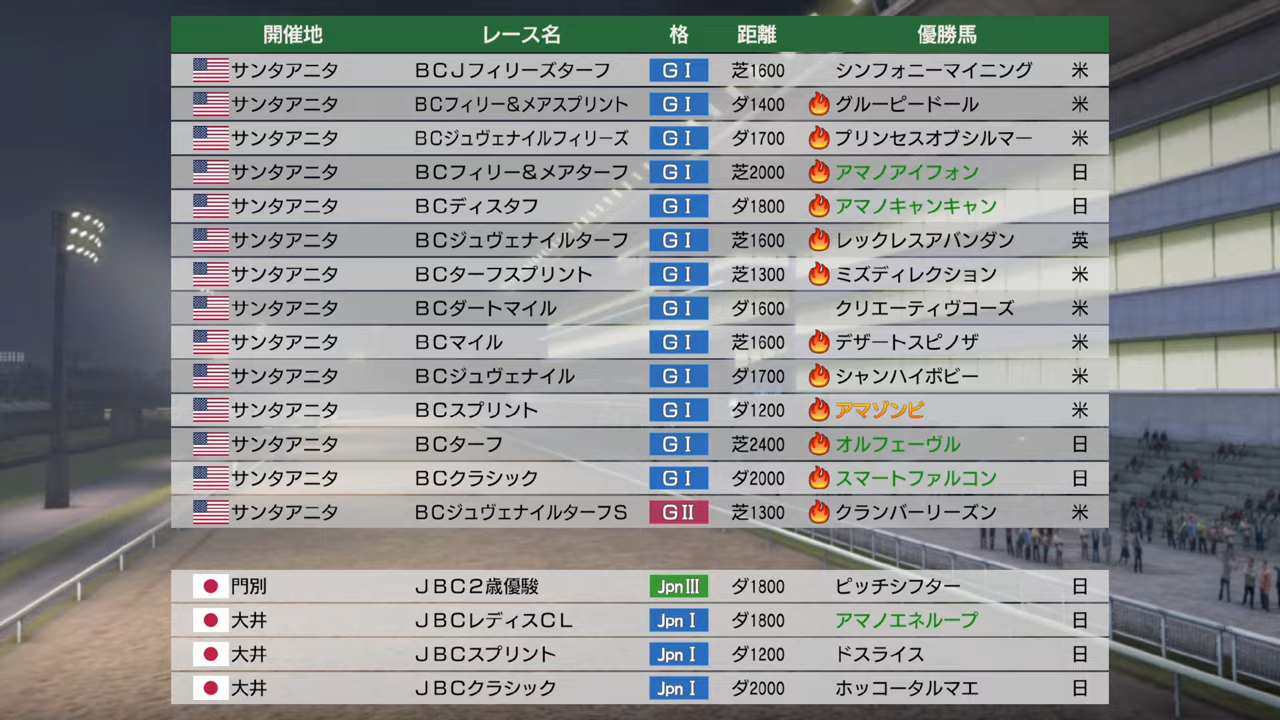 開催地 レース名 格 距離 優勝馬
サンタアニタ BCJフィリーズターフ GⅠ 芝1600 シンフォニーマイニング 米
サンタアニタ BCフィリー&メアスプリント GⅠ ダ1400 グルーピードール 米
サンタアニタ BCジュヴェナイルフィリーズ GⅠ ダ1700 プリンセスオブシルマー 米
サンタアニタ BCフィリー&メアターフ GⅠ 芝2000 アマノアイフォン 日
サンタアニタ BCディスタフ GⅠ ダ1800 アマノキャンキャン 日
サンタアニタ BCジュヴェナイルターフ GⅠ 芝1600 レックレスアバンダン 英
サンタアニタ BCターフスプリント GⅠ 芝1300 ミズディレクション 米
サンタアニタ BCダートマイル GⅠ ダ1600 クリエーティヴコーズ 米
サンタアニタ BCマイル GⅠ 芝1600 デザートスピノザ 米
サンタアニタ BCジュヴェナイル GⅠ ダ1700 シャンハイボビー 米
サンタアニタ BCスプリント GⅠ ダ1200 アマゾンビ 米
サンタアニタ BCターフ GⅠ 芝2400 オルフェーヴル 日
サンタアニタ BCクラシック GⅠ ダ2000 スマートファルコン 日
サンタアニタ BCジュヴェナイルターフS GⅡ 芝1300 クランバーリーズン 米
門別 JBC2歳優駿 JpnⅢ ダ1800 ピッチシフター 日
大井 JBCレディスCL JpnⅠ ダ1800 アマノエネループ 日
大井 JBCスプリント JpnⅠ ダ1200 ドスライス 日
大井 JBCクラシック JpnⅠ ダ2000 ホッコータルマエ 日